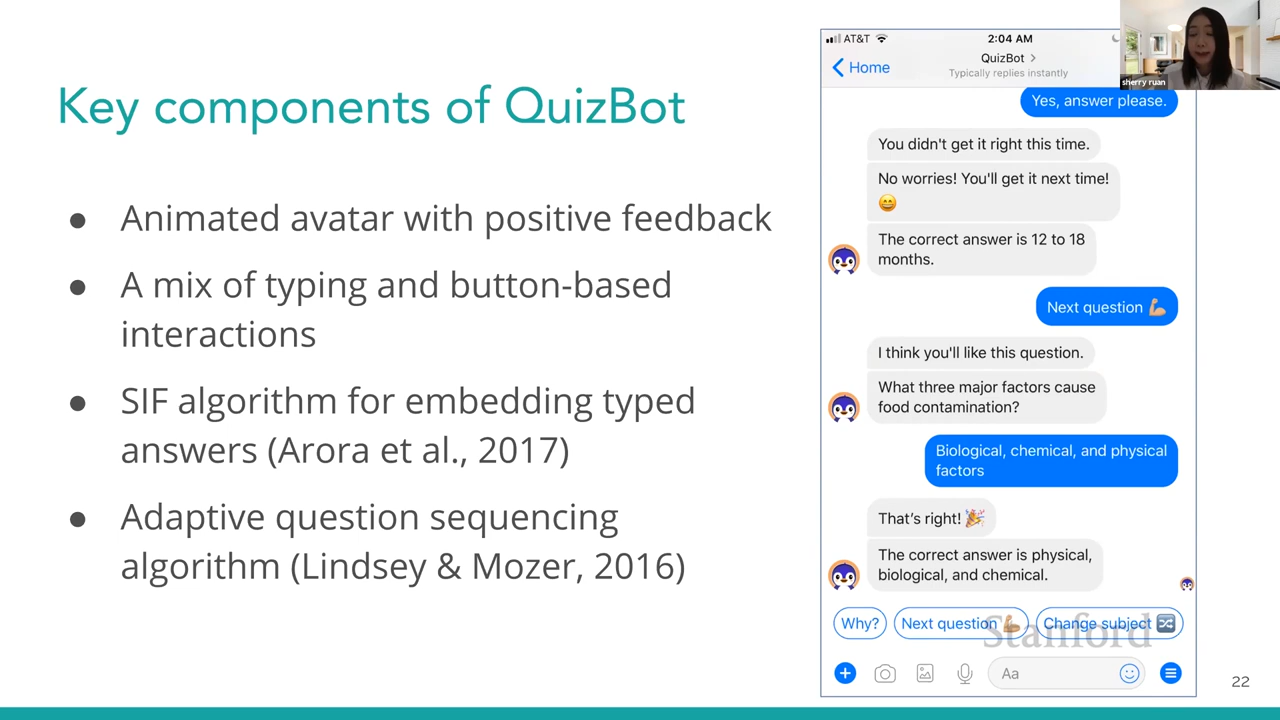 Key components of QuizBot
● Animated avatar with positive feedback
● A mix of typing and button-based
interactions
● SIF algorithm for embedding typed
answers (Arora et al., 2017)
● Adaptive question sequencing
algorithm (Lindsey & Mozer, 2016)
AT&T
2:04 AM
Home
QuizBot
Typically replies instantly
sherry ruan
Yes, answer please.
You didn't get it right this time.
No worries! You'll get it next time!
😄
The correct answer is 12 to 18
months.
Next question 💪
I think you'll like this question.
What three major factors cause
food contamination?
Biological, chemical, and physical
factors
That's right! 🎉
The correct answer is physical,
biological, and chemical.
Why?
Next question 💪
Change subject 🔀
Stanford
Aa
22